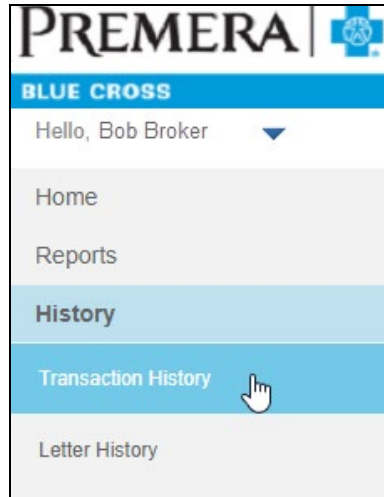 PREMERA
BLUE CROSS
Hello, Bob Broker
Home
Reports
History
Transaction History
Letter History